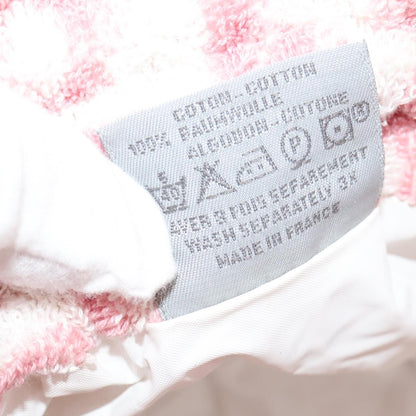 COTON-COTTON
100% BAUMWOLLE
ALGODON-COTONE
P
LAVER 3 FOIS SEPAREMENT
WASH SEPARATELY 3X
MADE IN FRANCE